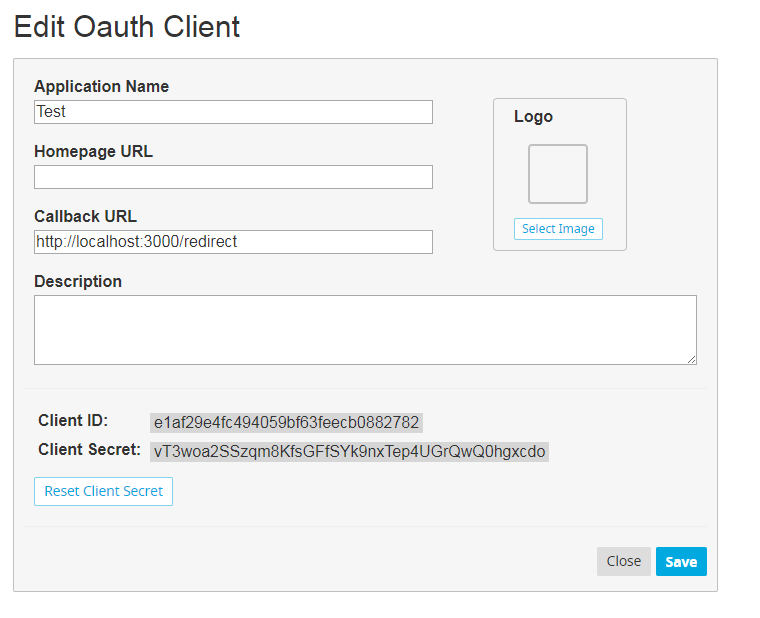 Edit Oauth Client
Application Name
Test
Logo
Homepage URL
Select Image
Callback URL
http://localhost:3000/redirect
Description
Client ID: e1af29e4fc494059bf63feecb0882782
Client Secret: vT3woa2SSzqm8KfsGFfSYk9nxTep4UGrQwQ0hgxcdo
Reset Client Secret
Close Save